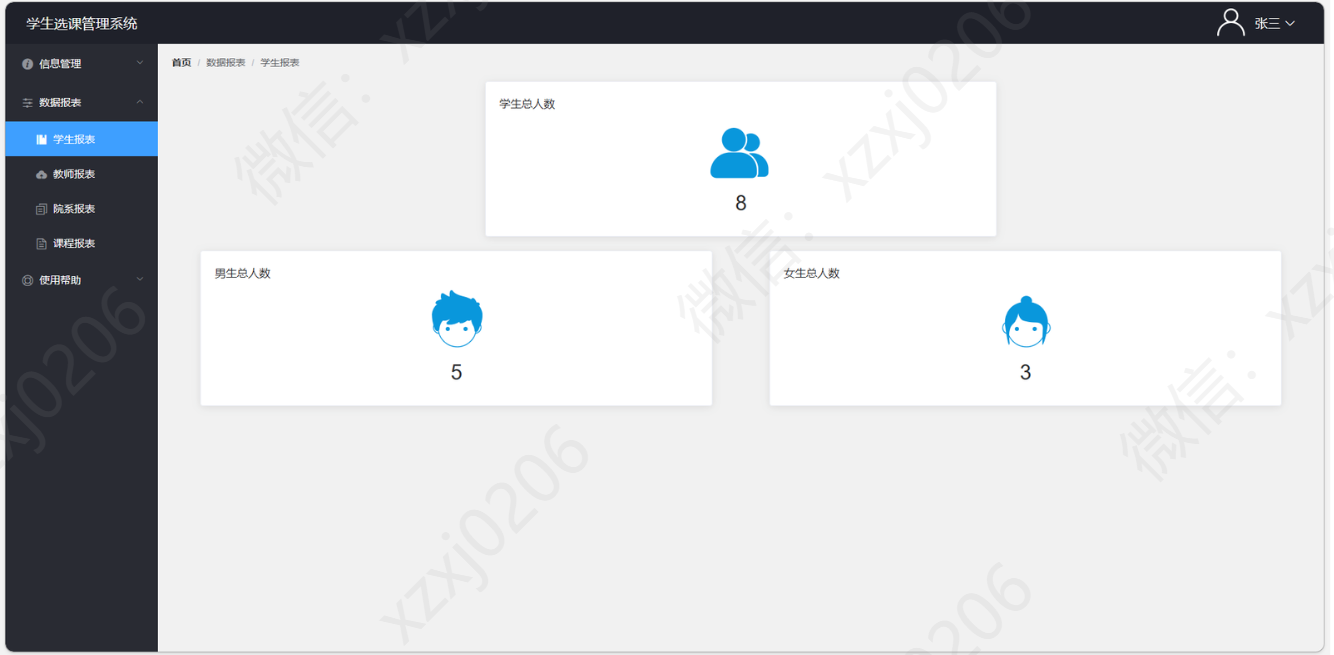 学生选课管理系统
张三
信息管理
数据报表
学生报表
教师报表
院系报表
课程报表
使用帮助
首页 / 数据报表 / 学生报表
学生总人数
8
男生总人数
5
女生总人数
3
微信：xzxj0206
微信：xzxj0206
微信：xzxj0206
xzxj0206
xzxj0206